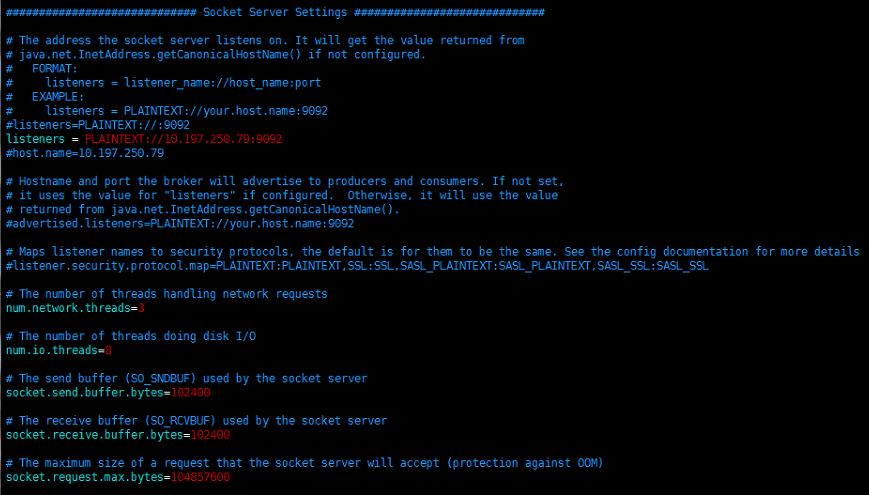 ############################# Socket Server Settings #############################
# The address the socket server listens on. It will get the value returned from
# java.net.InetAddress.getCanonicalHostName() if not configured.
#   FORMAT:
#     listeners = listener_name://host_name:port
#   EXAMPLE:
#     listeners = PLAINTEXT://your.host.name:9092
#listeners=PLAINTEXT://:9092
listeners = PLAINTEXT://10.197.250.79:9092
#host.name=10.197.250.79
# Hostname and port the broker will advertise to producers and consumers. If not set,
# it uses the value for "listeners" if configured.  Otherwise, it will use the value
# returned from java.net.InetAddress.getCanonicalHostName().
#advertised.listeners=PLAINTEXT://your.host.name:9092
# Maps listener names to security protocols, the default is for them to be the same. See the config documentation for more details
#listener.security.protocol.map=PLAINTEXT:PLAINTEXT,SSL:SSL,SASL_PLAINTEXT:SASL_PLAINTEXT,SASL_SSL:SASL_SSL
# The number of threads handling network requests
num.network.threads=3
# The number of threads doing disk I/O
num.io.threads=8
# The send buffer (SO_SNDBUF) used by the socket server
socket.send.buffer.bytes=102400
# The receive buffer (SO_RCVBUF) used by the socket server
socket.receive.buffer.bytes=102400
# The maximum size of a request that the socket server will accept (protection against OOM)
socket.request.max.bytes=104857600